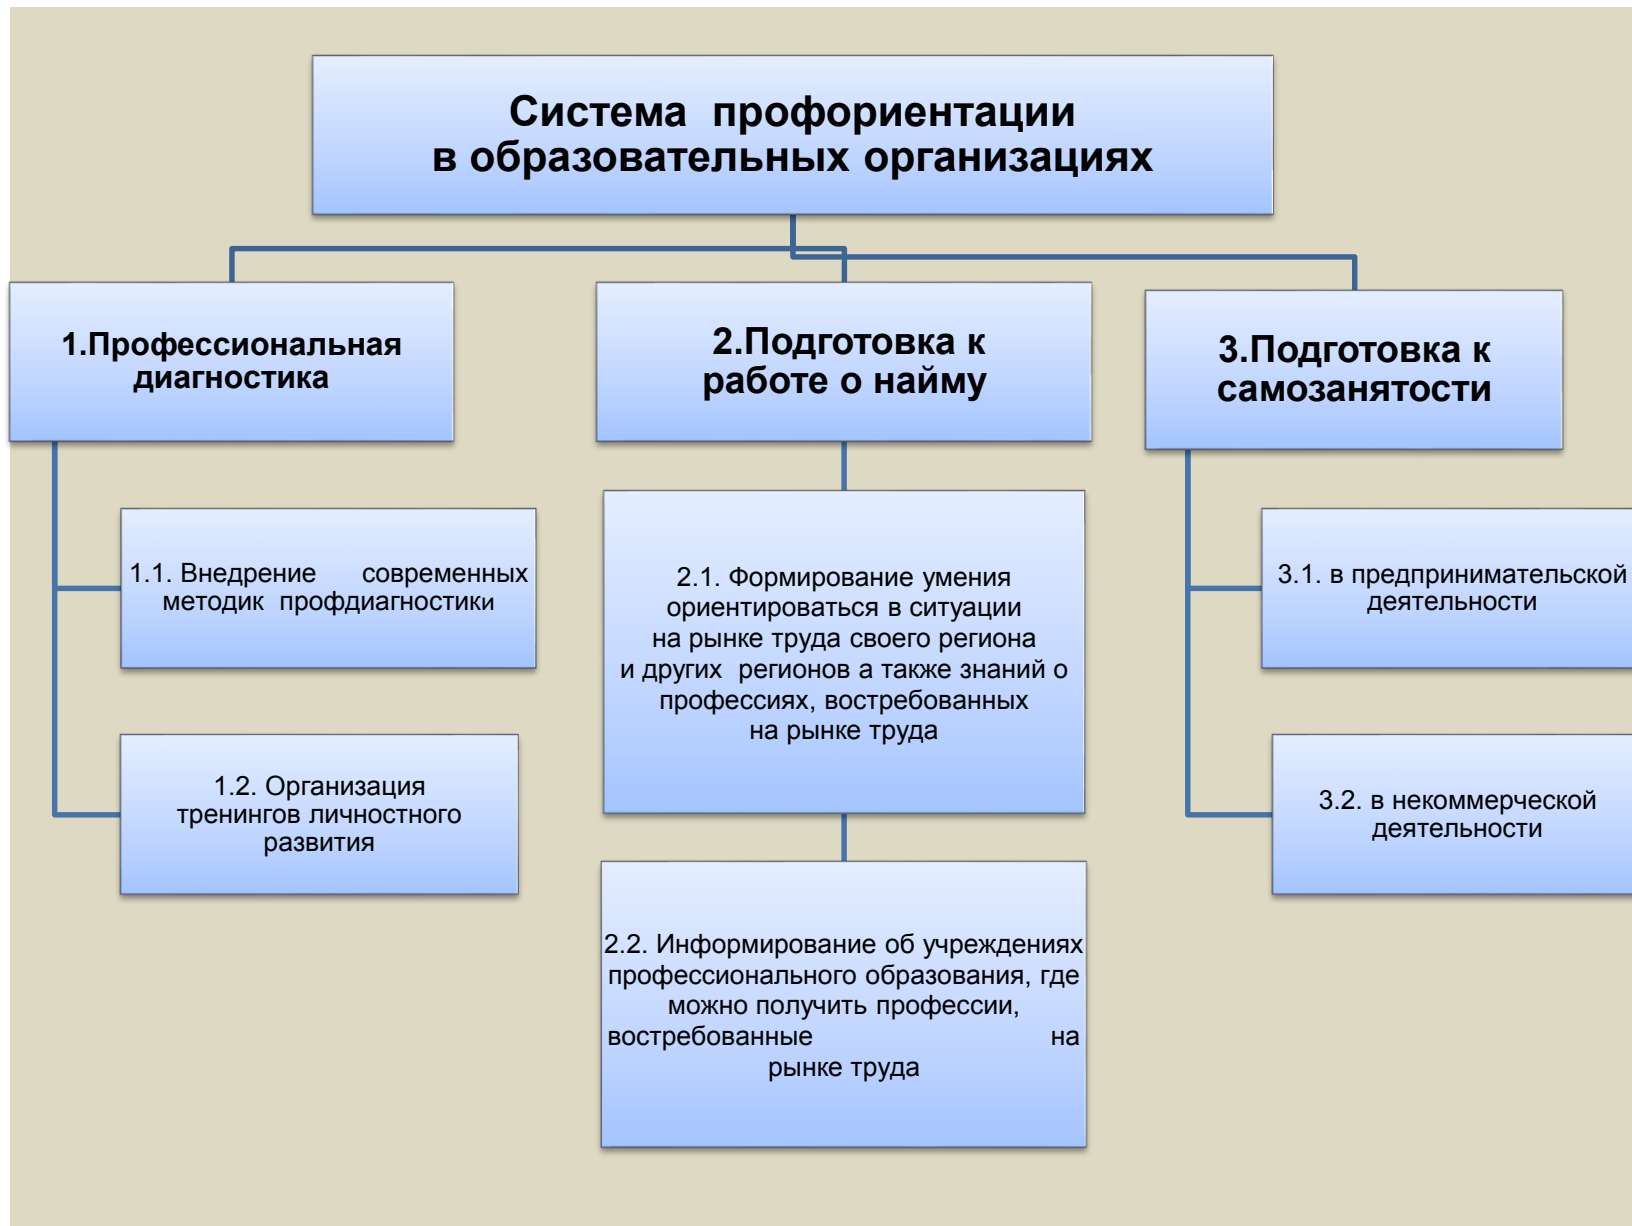 Система профориентации
в образовательных организациях
1.Профессиональная
диагностика
2.Подготовка к
работе о найму
3.Подготовка к
самозанятости
1.1. Внедрение современных
методик профдиагностики
1.2. Организация
тренингов личностного
развития
2.1. Формирование умения
ориентироваться в ситуации
на рынке труда своего региона
и других регионов а также знаний о
профессиях, востребованных
на рынке труда
2.2. Информирование об учреждениях
профессионального образования, где
можно получить профессии,
востребованные на
рынке труда
3.1. в предпринимательской
деятельности
3.2. в некоммерческой
деятельности